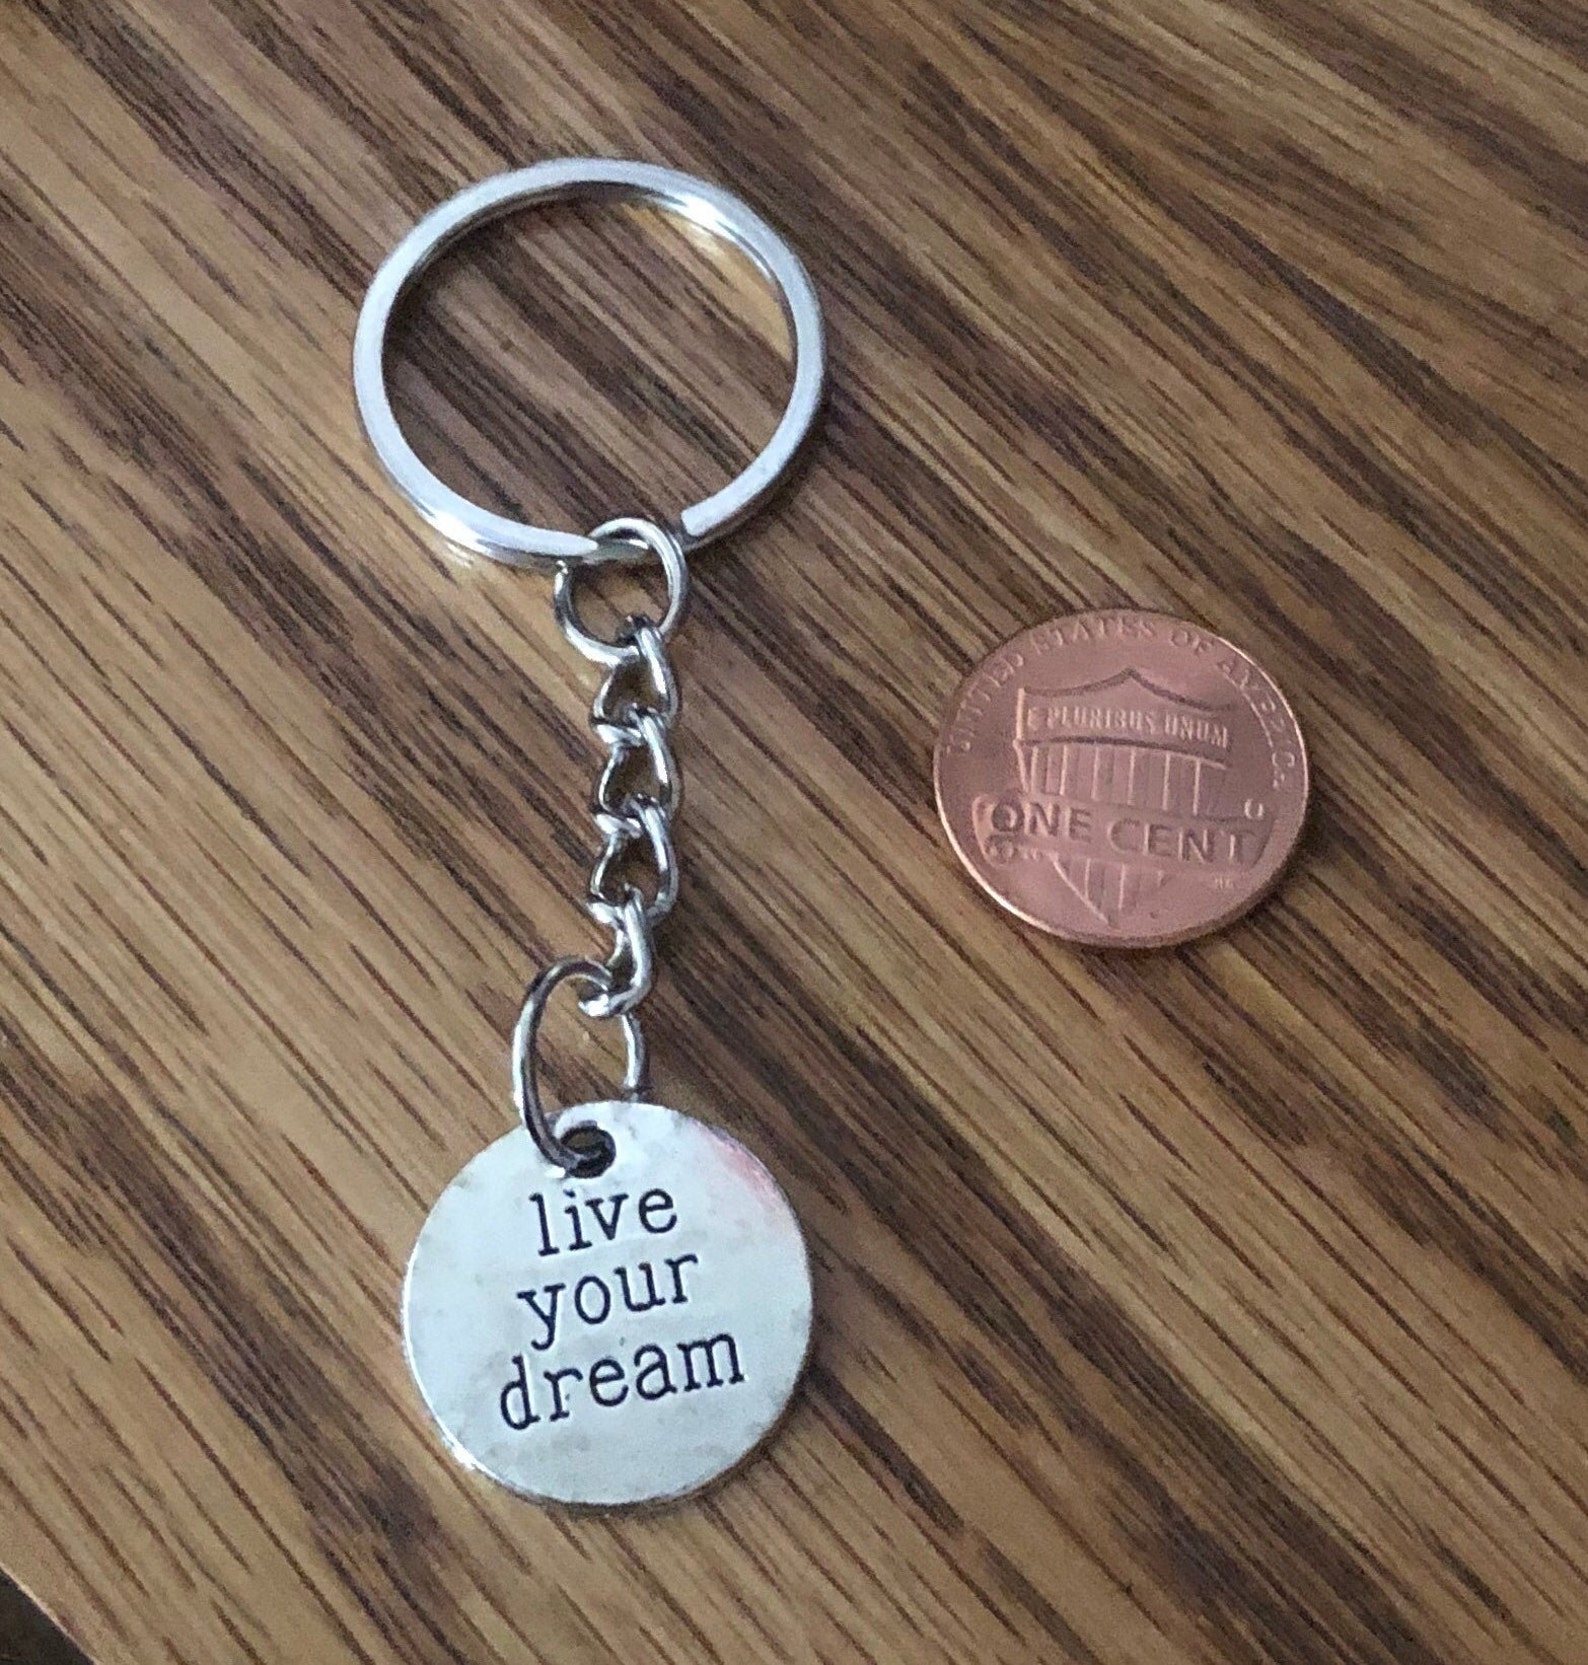 live
your
dream
UNITED STATES OF AMERICA
E PLURIBUS UNUM
ONE CENT